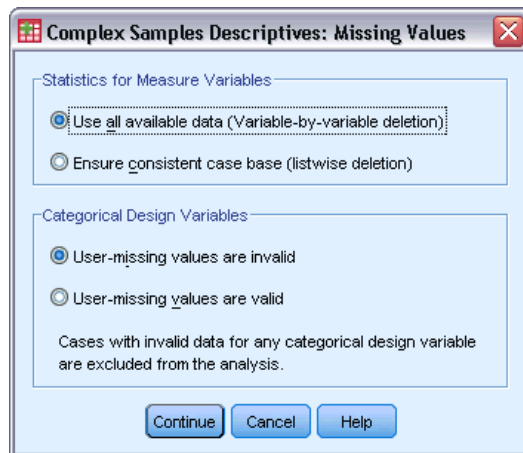 Complex Samples Descriptives: Missing Values
Statistics for Measure Variables
Use all available data (Variable-by-variable deletion)
Ensure consistent case base (listwise deletion)
Categorical Design Variables
User-missing values are invalid
User-missing values are valid
Cases with invalid data for any categorical design variable
are excluded from the analysis.
Continue Cancel Help